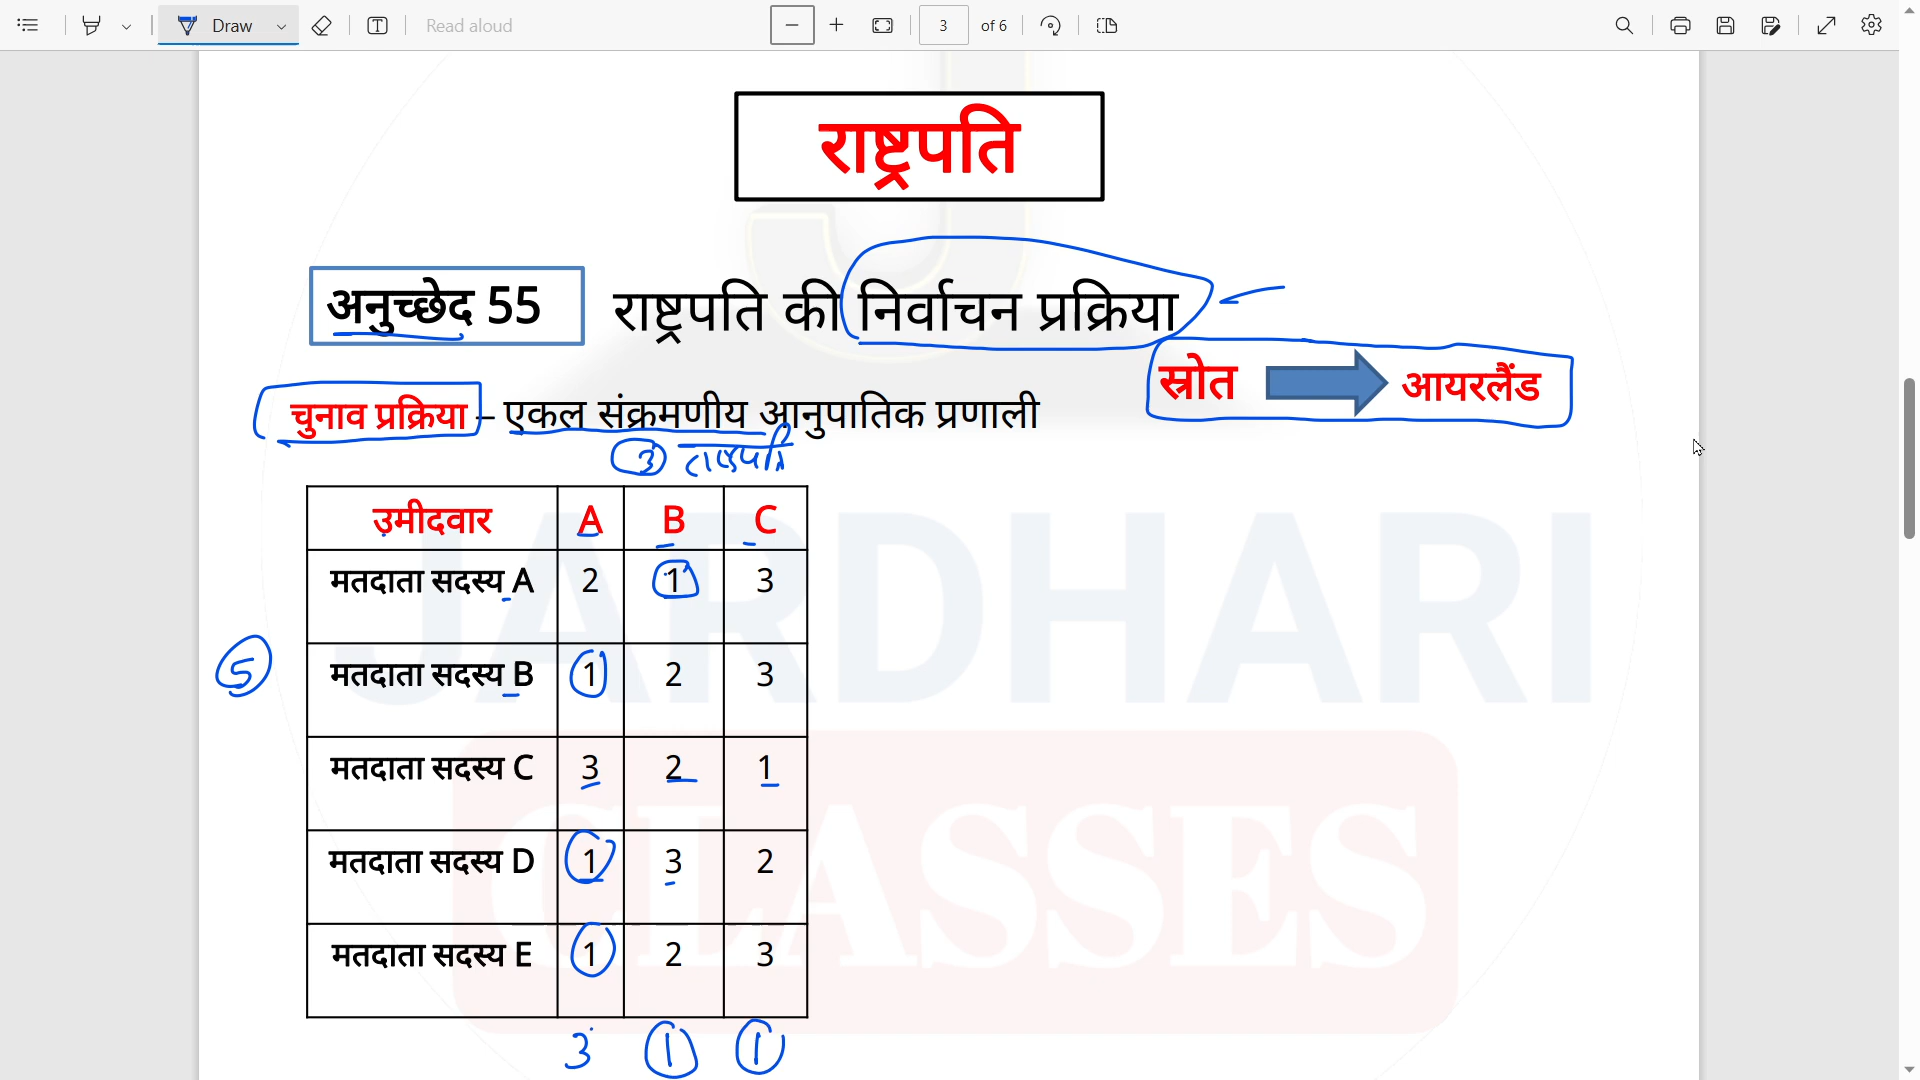 Draw
Read aloud
3 of 6
राष्ट्रपति
अनुच्छेद 55 राष्ट्रपति की निर्वाचन प्रक्रिया
स्रोत आयरलैंड
चुनाव प्रक्रिया – एकल संक्रमणीय आनुपातिक प्रणाली
3 राष्ट्रपति
उमीदवार A B C
मतदाता सदस्य A 2 1 3
5
मतदाता सदस्य B 1 2 3
मतदाता सदस्य C 3 2 1
मतदाता सदस्य D 1 3 2
मतदाता सदस्य E 1 2 3
3 1 1
JARDHARI
CLASSES